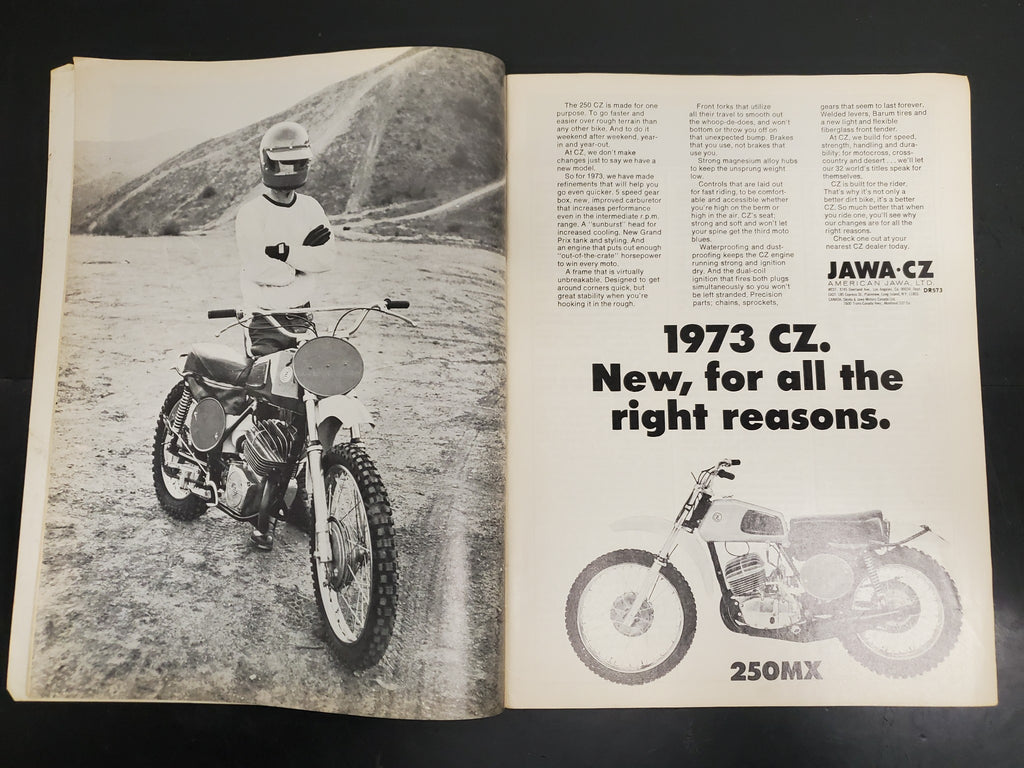 The 250 CZ is made for one
purpose. To go faster and
easier over rough terrain than
any other bike. And to do it
weekend after weekend, year-
in and year-out.
At CZ, we don't make
changes just to say we have a
new model.
So for 1973, we have made
refinements that will help you
go even quicker. 5 speed gear
box, new, improved carburetor
that increases performance
even in the intermediate r.p.m.
range. A "sunburst" head for
increased cooling. New Grand
Prix tank and styling. And
an engine that puts out enough
"out-of-the-crate" horsepower
to win every moto.
A frame that is virtually
unbreakable. Designed to get
around corners quick, but
great stability when you're
hooking it in the rough.
Front forks that utilize
all their travel to smooth out
the whoop-de-does, and won't
bottom or throw you off on
that unexpected bump. Brakes
that you use, not brakes that
use you.
Strong magnesium alloy hubs
to keep the unsprung weight
low.
Controls that are laid out
for fast riding, to be comfort-
able and accessible whether
you're high on the berm or
high in the air. CZ's seat;
strong and soft and won't let
your spine get the third moto
blues.
Waterproofing and dust-
proofing keeps the CZ engine
running strong and ignition
dry. And the dual-coil
ignition that fires both plugs
simultaneously so you won't
be left stranded. Precision
parts; chains, sprockets,
gears that seem to last forever.
Welded levers, Barum tires and
a new light and flexible
fiberglass front fender.
At CZ, we build for speed,
strength, handling and dura-
bility; for motocross, cross-
country and desert . . . we'll let
our 32 world's titles speak for
themselves.
CZ is built for the rider.
That's why it's not only a
better dirt bike, it's a better
CZ. So much better that when
you ride one, you'll see why
our changes are for all the
right reasons.
Check one out at your
nearest CZ dealer today.
JAWA·CZ
AMERICAN JAWA, LTD.
DR973
1973 CZ.
New, for all the
right reasons.
CZ
250MX